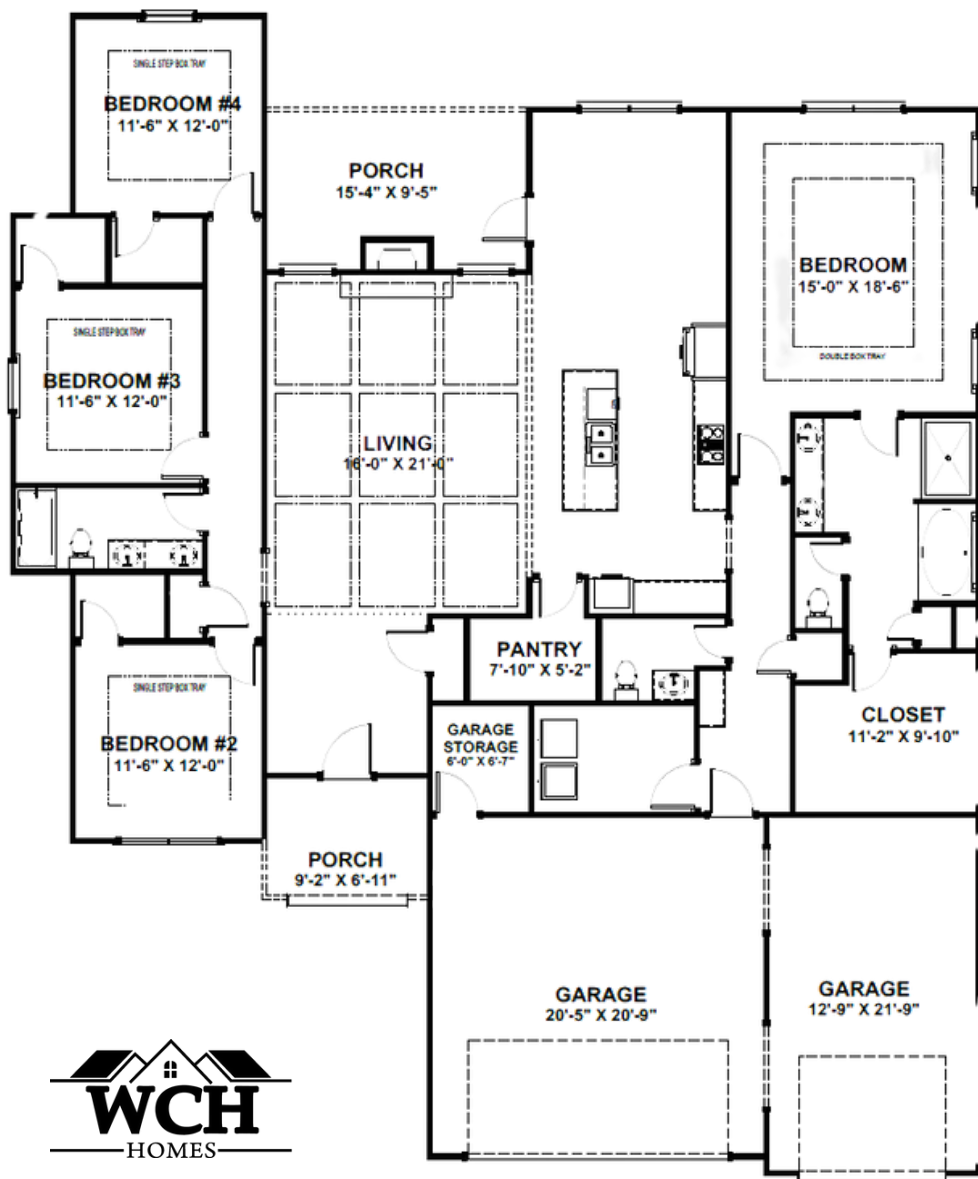 SINGLE STEP BOX TRAY
BEDROOM #4
11'-6" X 12'-0"
PORCH
15'-4" X 9'-5"
BEDROOM
15'-0" X 18'-6"
DOUBLE BOX TRAY
SINGLE STEP BOX TRAY
BEDROOM #3
11'-6" X 12'-0"
LIVING
16'-0" X 21'-0"
PANTRY
7'-10" X 5'-2"
SINGLE STEP BOX TRAY
BEDROOM #2
11'-6" X 12'-0"
GARAGE
STORAGE
6'-0" X 6'-7"
CLOSET
11'-2" X 9'-10"
PORCH
9'-2" X 6'-11"
GARAGE
20'-5" X 20'-9"
GARAGE
12'-9" X 21'-9"
WCH
HOMES